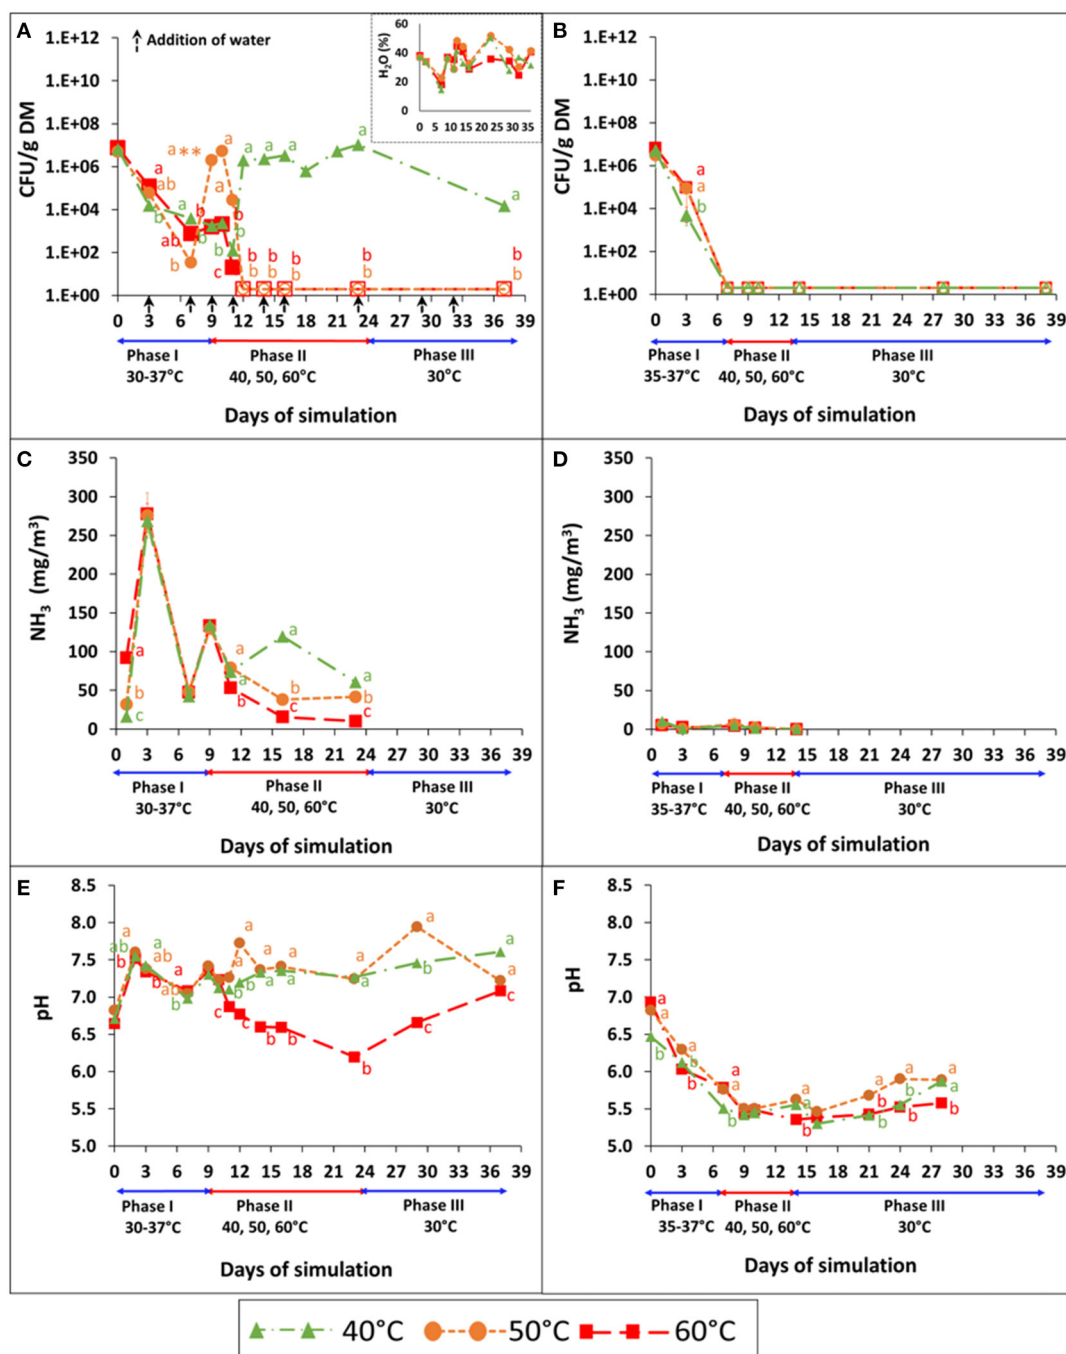 A
1.E+12
1.E+10
1.E+08
1.E+06
1.E+04
1.E+02
1.E+00
CFU/g DM
Addition of water
H2O (%)
60
40
20
0
0 5 10 15 20 25 30 35
a** a a a a a a
a ab b a ab b b b a b b b c
b b b b b
b b b b b
0 3 6 9 12 15 18 21 24 27 30 33 36 39
Phase I Phase II Phase III
30-37°C 40, 50, 60°C 30°C
Days of simulation
B
1.E+12
1.E+10
1.E+08
1.E+06
1.E+04
1.E+02
1.E+00
CFU/g DM
a
a
b
0 3 6 9 12 15 18 21 24 27 30 33 36 39
Phase I Phase II Phase III
35-37°C 40, 50, 60°C 30°C
Days of simulation
C
350
300
250
200
150
100
50
0
NH3 (mg/m³)
a b c a a b a b c a b c
0 3 6 9 12 15 18 21 24 27 30 33 36 39
Phase I Phase II Phase III
30-37°C 40, 50, 60°C 30°C
Days of simulation
D
350
300
250
200
150
100
50
0
NH3 (mg/m³)
0 3 6 9 12 15 18 21 24 27 30 33 36 39
Phase I Phase II Phase III
35-37°C 40, 50, 60°C 30°C
Days of simulation
E
8.5
8.0
7.5
7.0
6.5
6.0
5.5
5.0
pH
a ab b a ab b a ab b a b c a b c a a b a a b a a b a b c a a c
0 3 6 9 12 15 18 21 24 27 30 33 36 39
Phase I Phase II Phase III
30-37°C 40, 50, 60°C 30°C
Days of simulation
F
8.5
8.0
7.5
7.0
6.5
6.0
5.5
5.0
pH
a a b a b b a a b a a b a b b a b b a a b
0 3 6 9 12 15 18 21 24 27 30 33 36 39
Phase I Phase II Phase III
35-37°C 40, 50, 60°C 30°C
Days of simulation
40°C 50°C 60°C